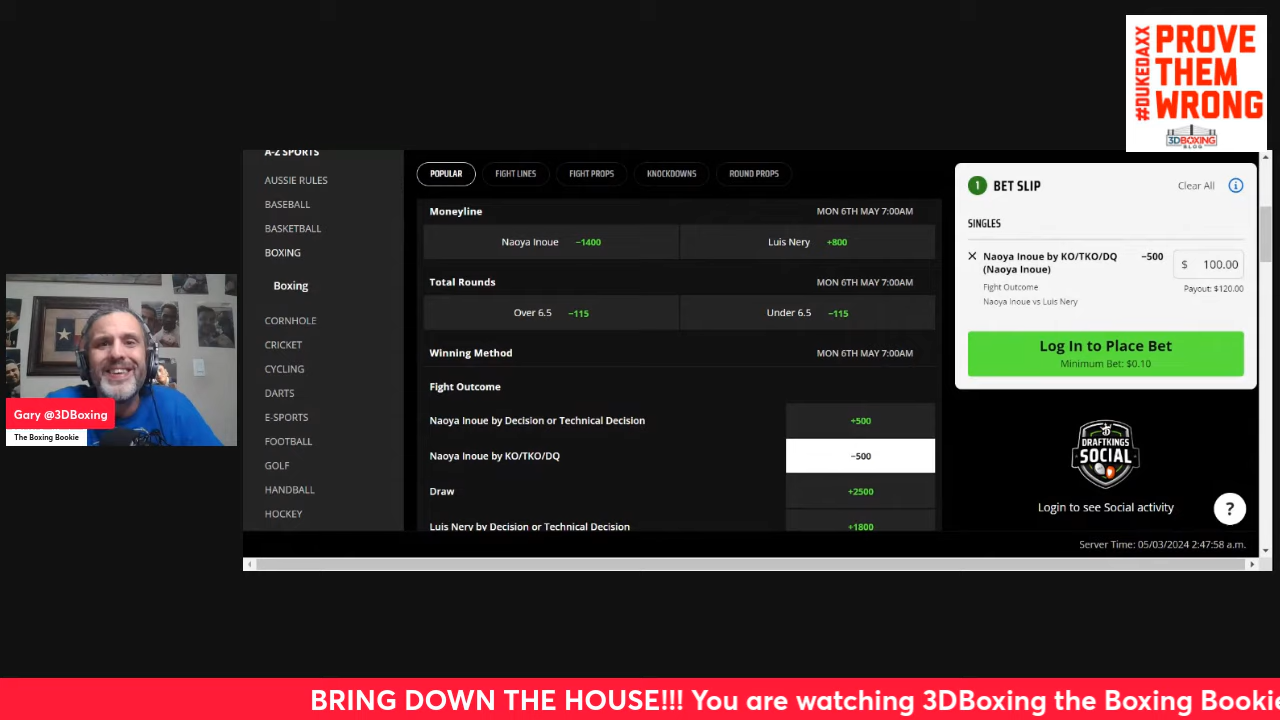 #DUKEDAXX
PROVE
THEM
WRONG
3DBOXING
BLOG
A-Z SPORTS
AUSSIE RULES
BASEBALL
BASKETBALL
BOXING
Boxing
CORNHOLE
CRICKET
CYCLING
DARTS
E-SPORTS
FOOTBALL
GOLF
HANDBALL
HOCKEY
POPULAR FIGHT LINES FIGHT PROPS KNOCKDOWNS ROUND PROPS
Moneyline MON 6TH MAY 7:00AM
Naoya Inoue −1400 Luis Nery +800
Total Rounds MON 6TH MAY 7:00AM
Over 6.5 −115 Under 6.5 −115
Winning Method MON 6TH MAY 7:00AM
Fight Outcome
Naoya Inoue by Decision or Technical Decision +500
Naoya Inoue by KO/TKO/DQ −500
Draw +2500
Luis Nery by Decision or Technical Decision +1800
1 BET SLIP Clear All i
SINGLES
Naoya Inoue by KO/TKO/DQ −500 $ 100.00
(Naoya Inoue)
Fight Outcome Payout: $120.00
Naoya Inoue vs Luis Nery
Log In to Place Bet
Minimum Bet: $0.10
DRAFTKINGS
SOCIAL
Login to see Social activity
?
Server Time: 05/03/2024 2:47:58 a.m.
Gary @3DBoxing
The Boxing Bookie
BRING DOWN THE HOUSE!!! You are watching 3DBoxing the Boxing Bookie